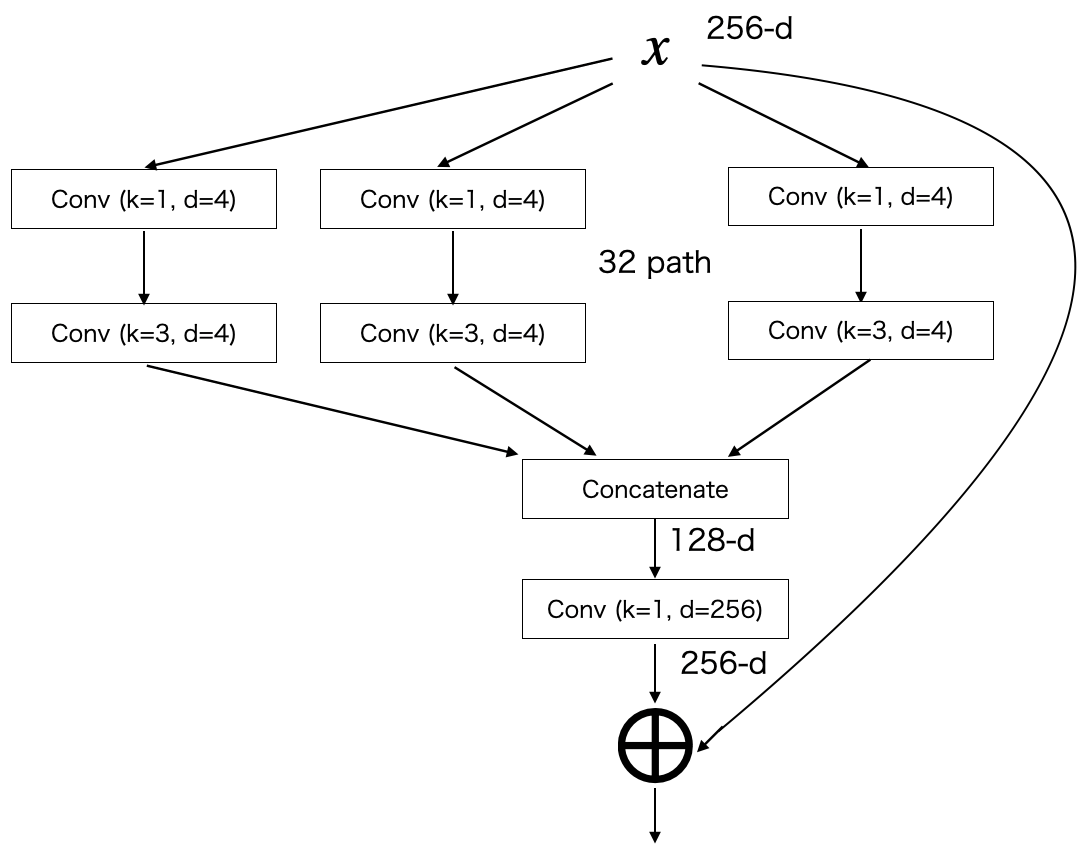 x 256-d
Conv (k=1, d=4) Conv (k=1, d=4) Conv (k=1, d=4)
32 path
Conv (k=3, d=4) Conv (k=3, d=4) Conv (k=3, d=4)
Concatenate
128-d
Conv (k=1, d=256)
256-d